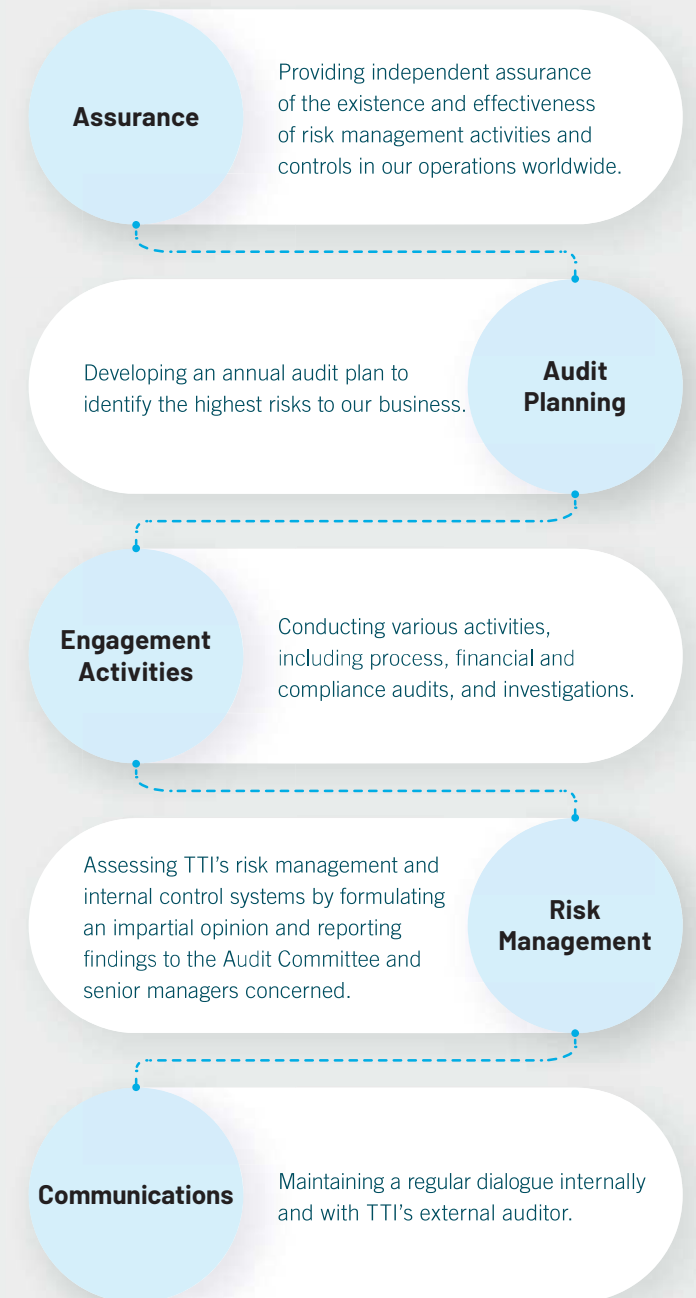 Assurance
Providing independent assurance
of the existence and effectiveness
of risk management activities and
controls in our operations worldwide.
Developing an annual audit plan to
identify the highest risks to our business.
Audit
Planning
Engagement
Activities
Conducting various activities,
including process, financial and
compliance audits, and investigations.
Assessing TTI’s risk management and
internal control systems by formulating
an impartial opinion and reporting
findings to the Audit Committee and
senior managers concerned.
Risk
Management
Communications
Maintaining a regular dialogue internally
and with TTI’s external auditor.